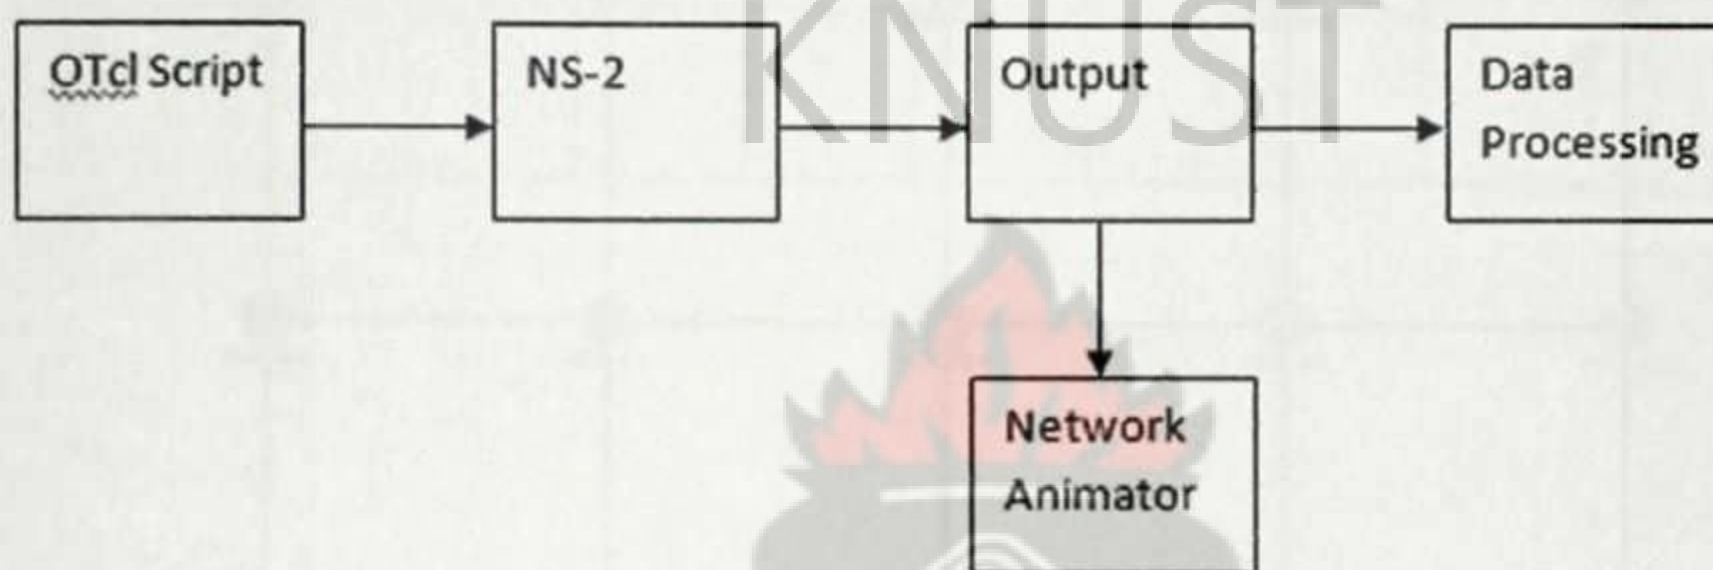 KNUST
OTcl Script
NS-2
Output
Data
Processing
Network
Animator